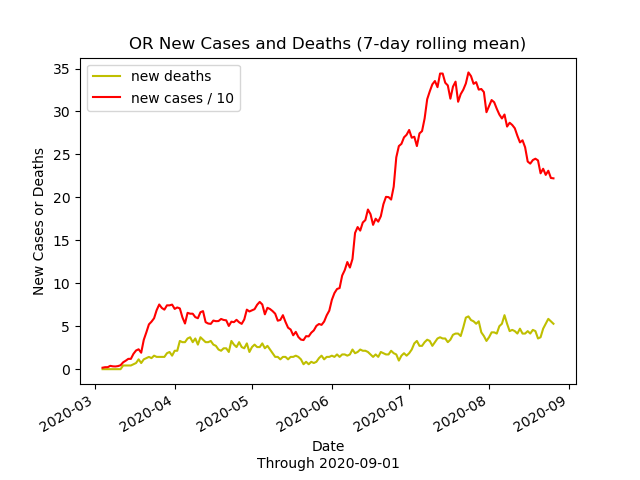 OR New Cases and Deaths (7-day rolling mean)
new deaths
new cases / 10
35
30
25
20
15
10
5
0
New Cases or Deaths
2020-03
2020-04
2020-05
2020-06
2020-07
2020-08
2020-09
Date
Through 2020-09-01